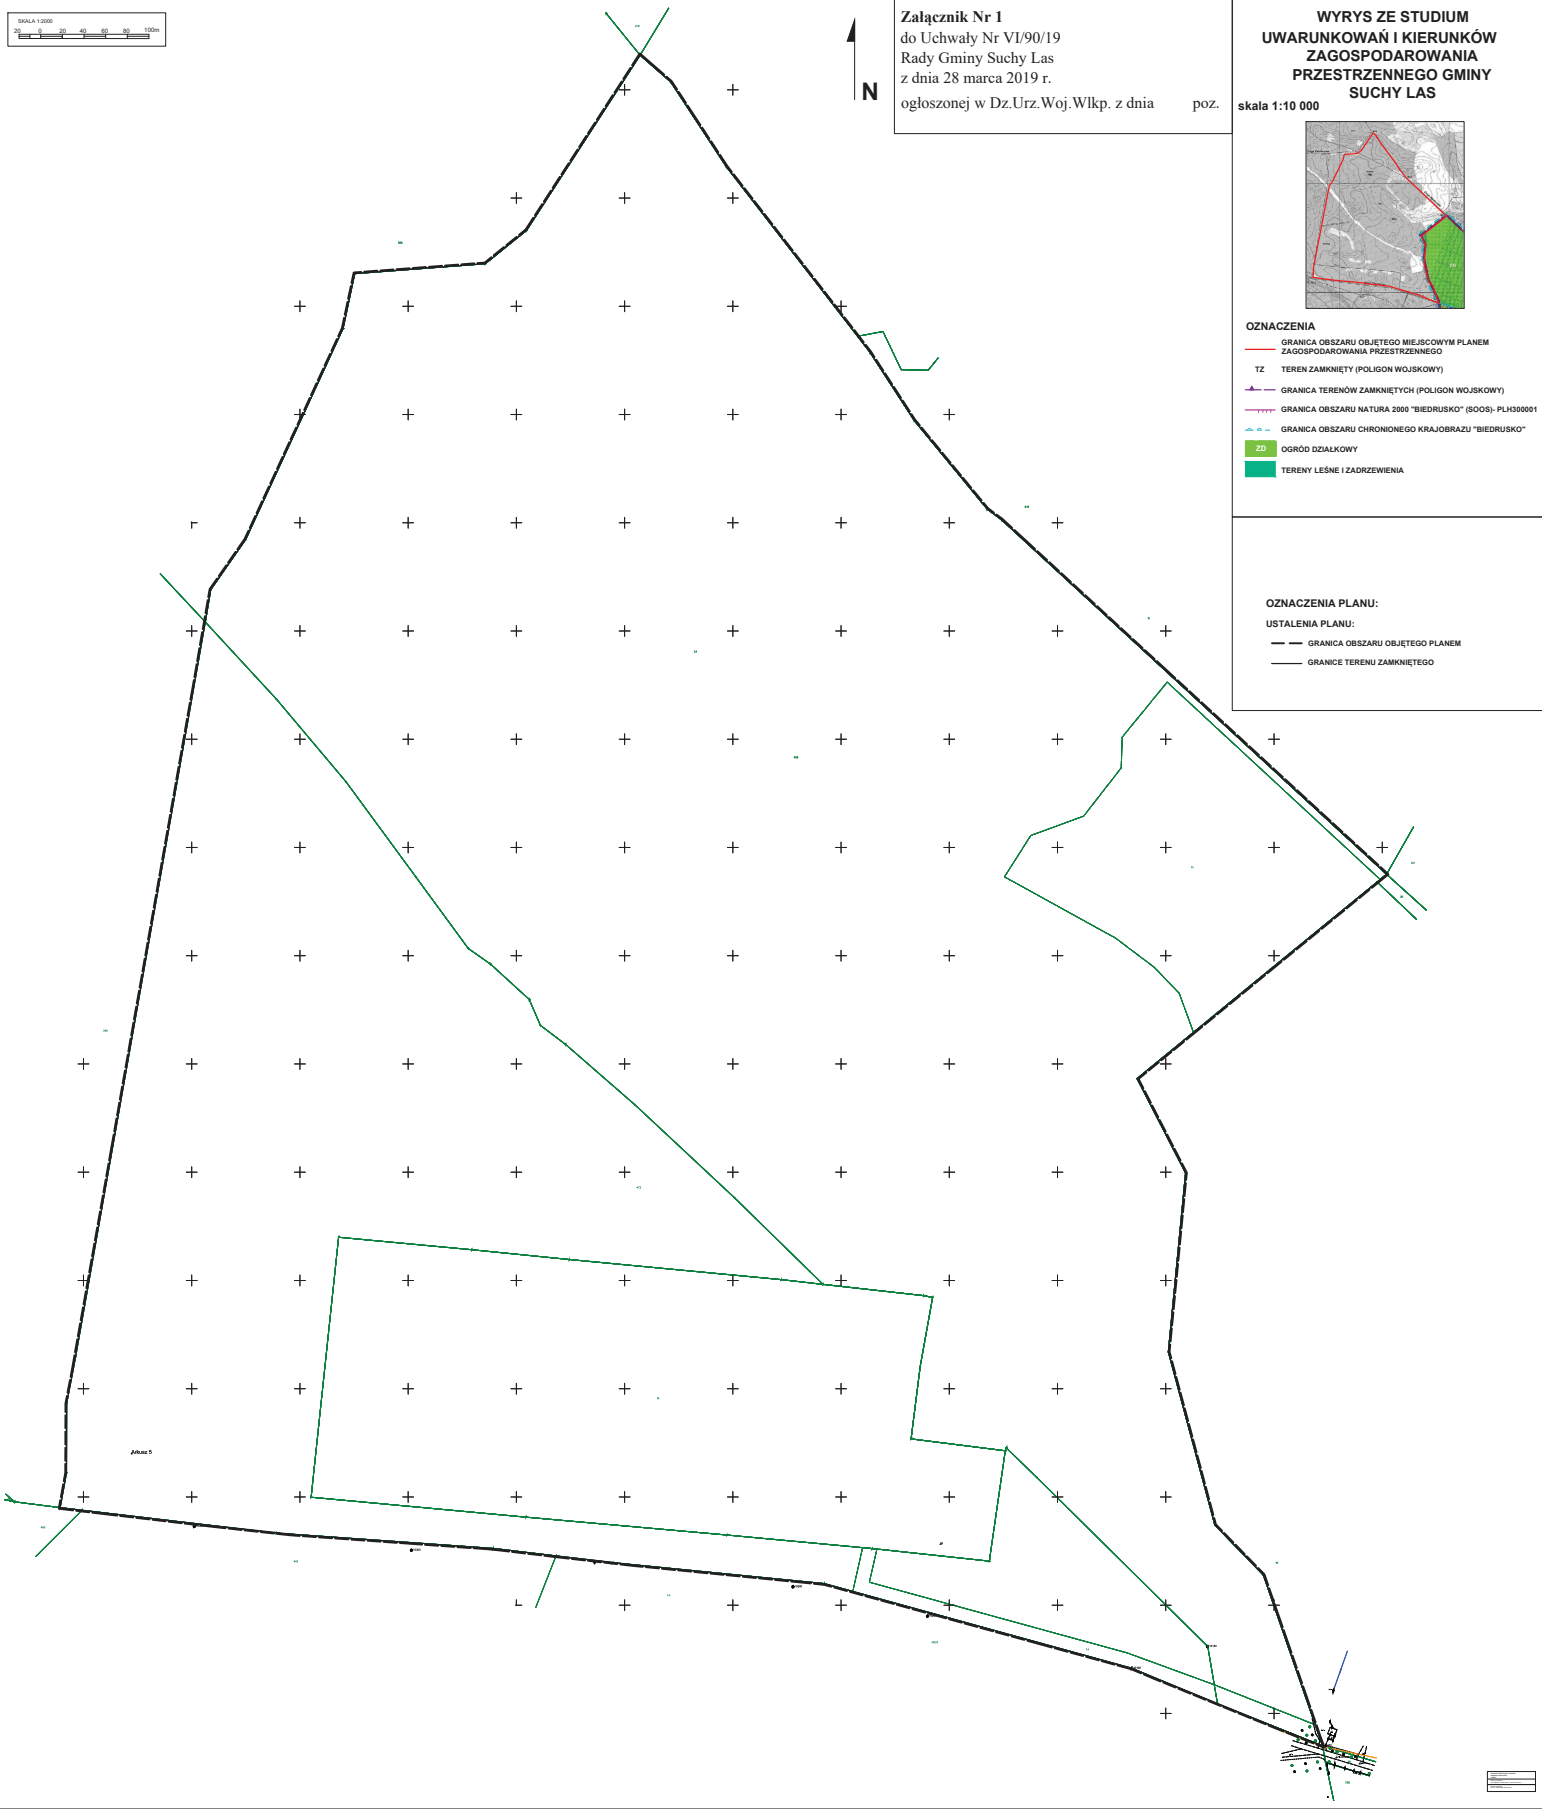 SKALA 1:2000
20 0 20 40 60 80 100m
N
Załącznik Nr 1
do Uchwały Nr VI/90/19
Rady Gminy Suchy Las
z dnia 28 marca 2019 r.
ogłoszonej w Dz.Urz.Woj.Wlkp. z dnia poz.
WYRYS ZE STUDIUM
UWARUNKOWAŃ I KIERUNKÓW
ZAGOSPODAROWANIA
PRZESTRZENNEGO GMINY
SUCHY LAS
skala 1:10 000
OZNACZENIA
GRANICA OBSZARU OBJĘTEGO MIEJSCOWYM PLANEM
ZAGOSPODAROWANIA PRZESTRZENNEGO
TZ TEREN ZAMKNIĘTY (POLIGON WOJSKOWY)
GRANICA TERENÓW ZAMKNIĘTYCH (POLIGON WOJSKOWY)
GRANICA OBSZARU NATURA 2000 "BIEDRUSKO" (SOOS)- PLH300001
GRANICA OBSZARU CHRONIONEGO KRAJOBRAZU "BIEDRUSKO"
ZD OGRÓD DZIAŁKOWY
TERENY LEŚNE I ZADRZEWIENIA
OZNACZENIA PLANU:
USTALENIA PLANU:
GRANICA OBSZARU OBJĘTEGO PLANEM
GRANICE TERENU ZAMKNIĘTEGO
Arkusz 5